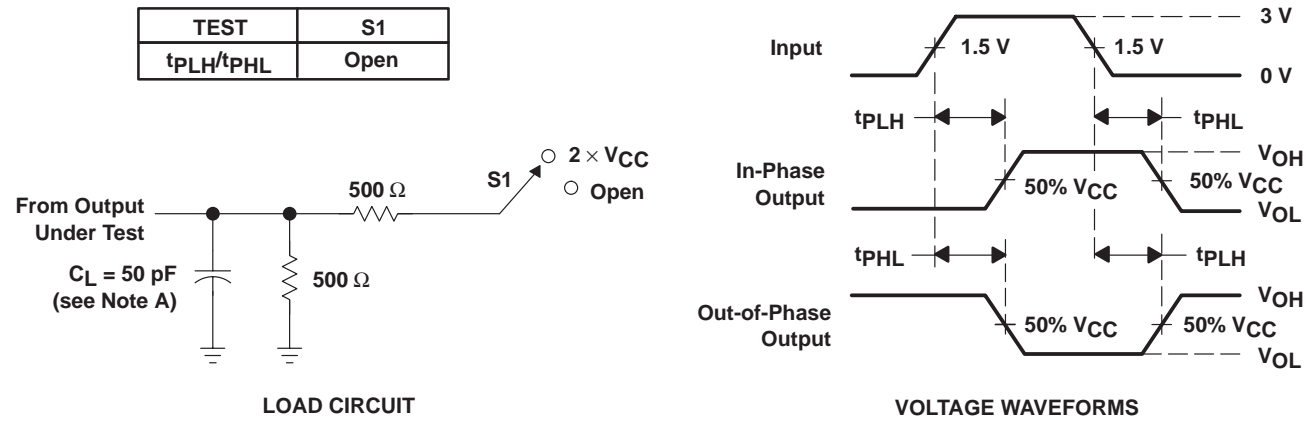 TEST S1
tPLH/tPHL Open
2 × VCC
S1
Open
500 Ω
From Output
Under Test
CL = 50 pF
(see Note A)
500 Ω
LOAD CIRCUIT
3 V
Input
1.5 V 1.5 V
0 V
tPLH tPHL
VOH
In-Phase
Output
50% VCC 50% VCC
VOL
tPHL tPLH
VOH
Out-of-Phase
Output
50% VCC 50% VCC
VOL
VOLTAGE WAVEFORMS